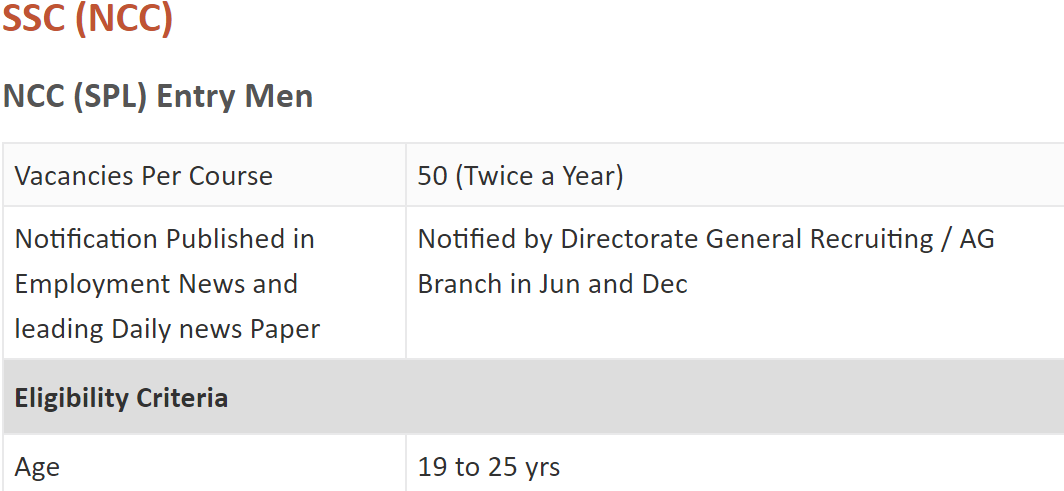 SSC (NCC)
NCC (SPL) Entry Men
Vacancies Per Course
50 (Twice a Year)
Notification Published in
Employment News and
leading Daily news Paper
Notified by Directorate General Recruiting / AG
Branch in Jun and Dec
Eligibility Criteria
Age
19 to 25 yrs